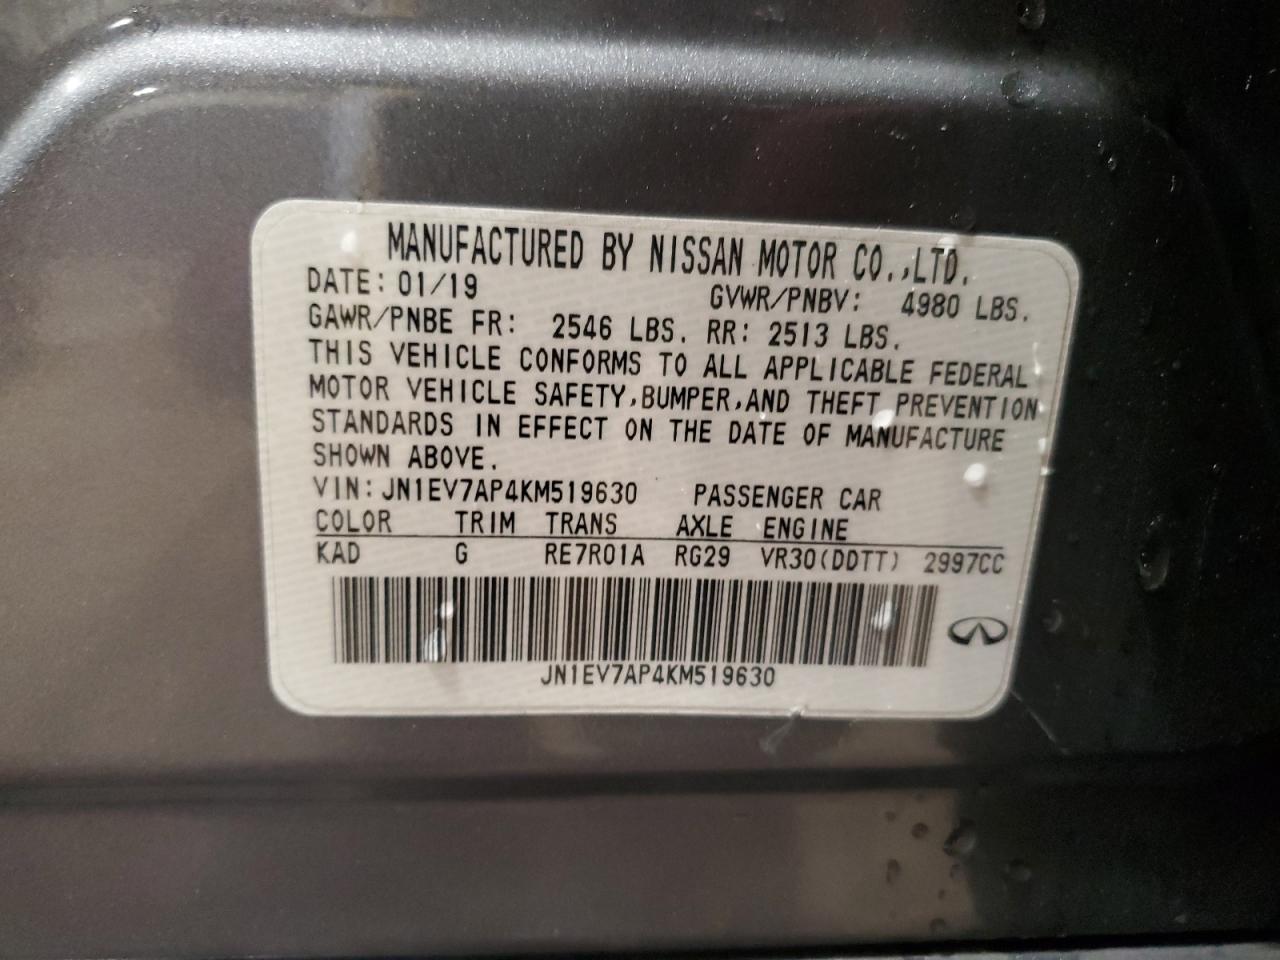 MANUFACTURED BY NISSAN MOTOR CO.,LTD.
DATE: 01/19 GVWR/PNBV: 4980 LBS.
GAWR/PNBE FR: 2546 LBS. RR: 2513 LBS.
THIS VEHICLE CONFORMS TO ALL APPLICABLE FEDERAL
MOTOR VEHICLE SAFETY,BUMPER,AND THEFT PREVENTION
STANDARDS IN EFFECT ON THE DATE OF MANUFACTURE
SHOWN ABOVE.
VIN: JN1EV7AP4KM519630 PASSENGER CAR
COLOR TRIM TRANS AXLE ENGINE
KAD G RE7R01A RG29 VR30(DDTT) 2997CC
JN1EV7AP4KM519630